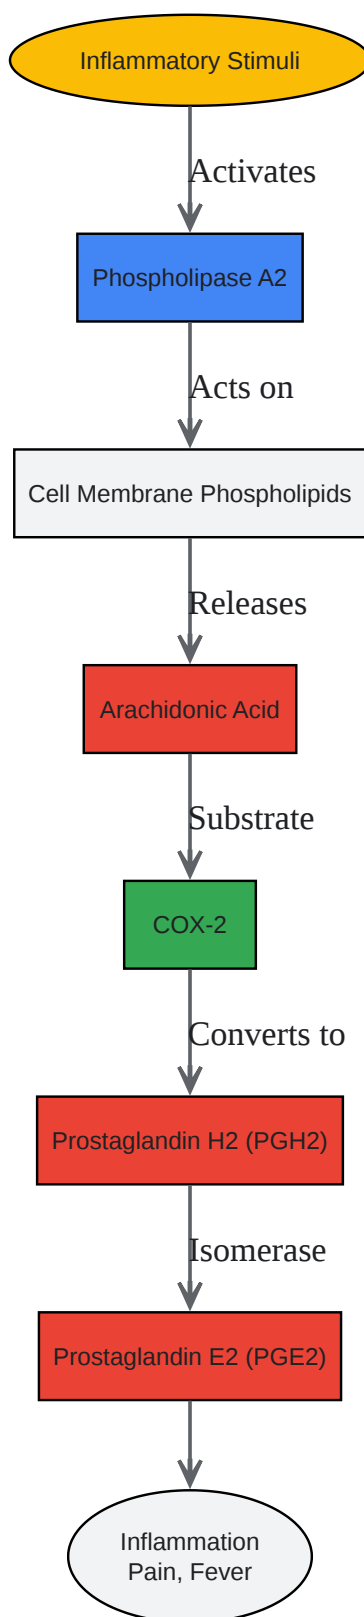 Inflammatory Stimuli
Activates
Phospholipase A2
Acts on
Cell Membrane Phospholipids
Releases
Arachidonic Acid
Substrate
COX-2
Converts to
Prostaglandin H2 (PGH2)
Isomerase
Prostaglandin E2 (PGE2)
Inflammation
Pain, Fever